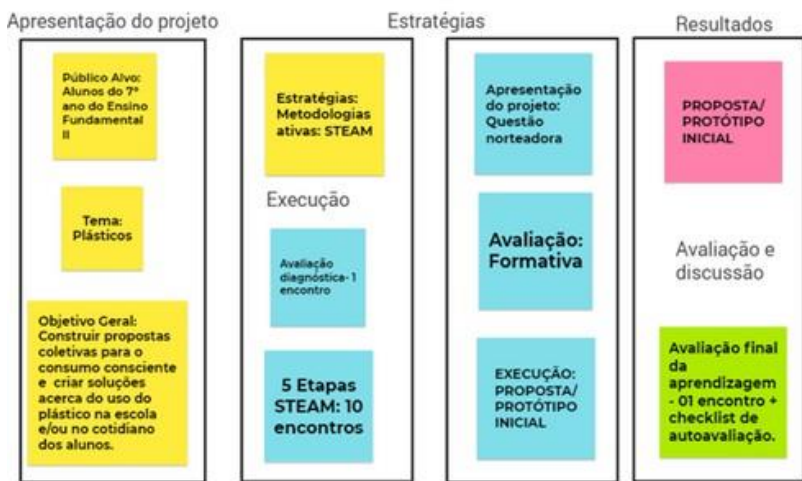 Apresentação do projeto
Público Alvo:
Alunos do 7º
ano do Ensino
Fundamental
II
Tema:
Plásticos
Objetivo Geral:
Construir propostas
coletivas para o
consumo consciente
e criar soluções
acerca do uso do
plástico na escola
e/ou no cotidiano
dos alunos.
Estratégias
Estratégias:
Metodologias
ativas: STEAM
Execução
Avaliação
diagnóstica- 1
encontro
5 Etapas
STEAM: 10
encontros
Apresentação
do projeto:
Questão
norteadora
Avaliação:
Formativa
EXECUÇÃO:
PROPOSTA/
PROTÓTIPO
INICIAL
Resultados
PROPOSTA/
PROTÓTIPO
INICIAL
Avaliação e
discussão
Avaliação final
da
aprendizagem
- 01 encontro +
checklist de
autoavaliação.